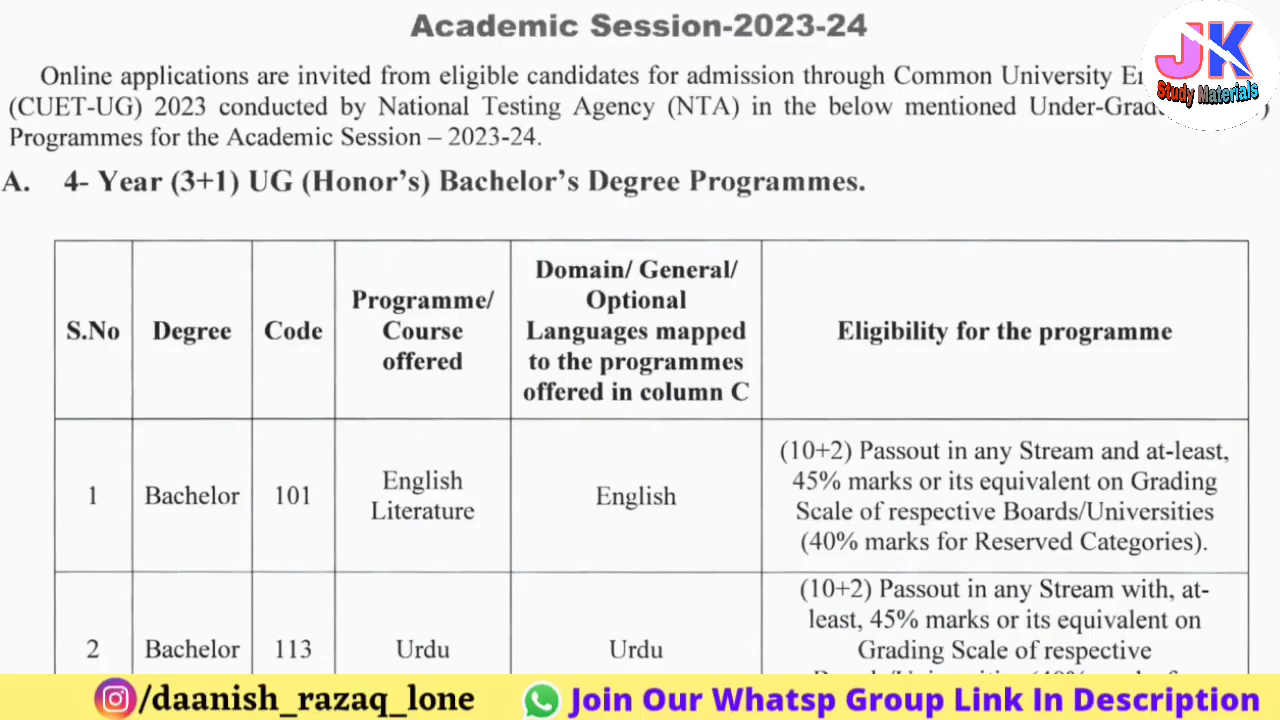 Academic Session-2023-24
JK
Study Materials
Online applications are invited from eligible candidates for admission through Common University
(CUET-UG) 2023 conducted by National Testing Agency (NTA) in the below mentioned
Programmes for the Academic Session – 2023-24.
A. 4- Year (3+1) UG (Honor's) Bachelor's Degree Programmes.
S.No
Degree
Code
Programme/
Course
offered
Domain/ General/
Optional
Languages mapped
to the programmes
offered in column C
Eligibility for the programme
1
Bachelor
101
English
Literature
English
(10+2) Passout in any Stream and at-least,
45% marks or its equivalent on Grading
Scale of respective Boards/Universities
(40% marks for Reserved Categories).
2
Bachelor
113
Urdu
Urdu
(10+2) Passout in any Stream with, at-
least, 45% marks or its equivalent on
Grading Scale of respective
/daanish_razaq_lone
Join Our Whatsp Group Link In Description